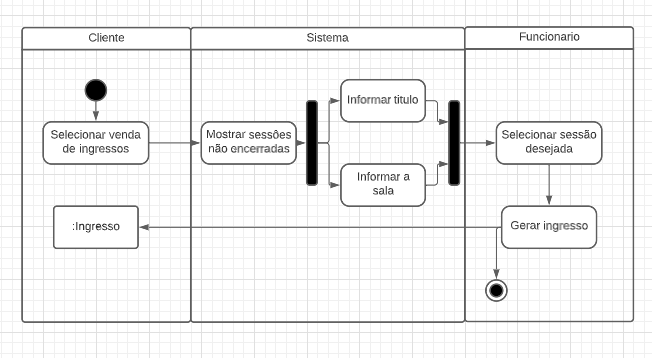 Cliente
Sistema
Funcionario
Selecionar venda
de ingressos
Mostrar sessões
não encerradas
Informar titulo
Informar a
sala
Selecionar sessão
desejada
:Ingresso
Gerar ingresso